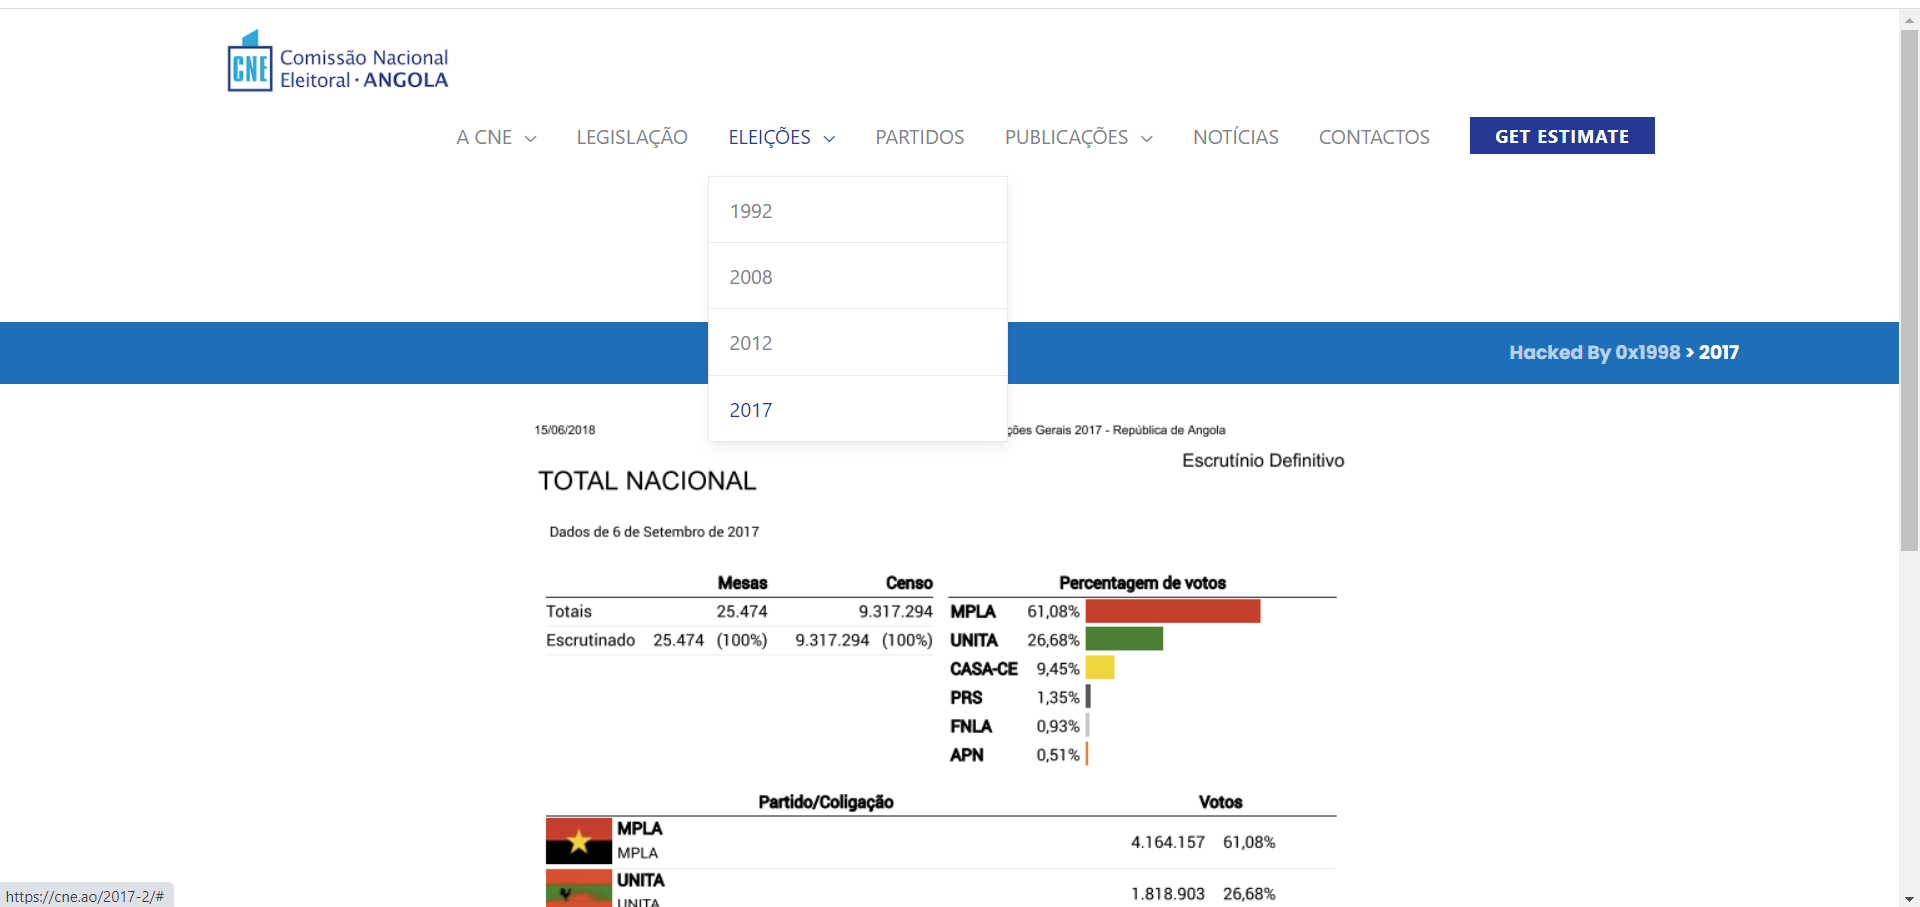 CNE
Comissão Nacional
Eleitoral · ANGOLA
A CNE
LEGISLAÇÃO
ELEIÇÕES
PARTIDOS
PUBLICAÇÕES
NOTÍCIAS
CONTACTOS
GET ESTIMATE
1992
2008
2012
2017
Hacked By 0x1998 > 2017
15/06/2018
ções Gerais 2017 - República de Angola
Escrutínio Definitivo
TOTAL NACIONAL
Dados de 6 de Setembro de 2017
Mesas Censo
Totais 25.474 9.317.294
Escrutinado 25.474 (100%) 9.317.294 (100%)
Percentagem de votos
MPLA 61,08%
UNITA 26,68%
CASA-CE 9,45%
PRS 1,35%
FNLA 0,93%
APN 0,51%
Partido/Coligação Votos
MPLA
MPLA
4.164.157 61,08%
UNITA
UNITA
1.818.903 26,68%
https://cne.ao/2017-2/#